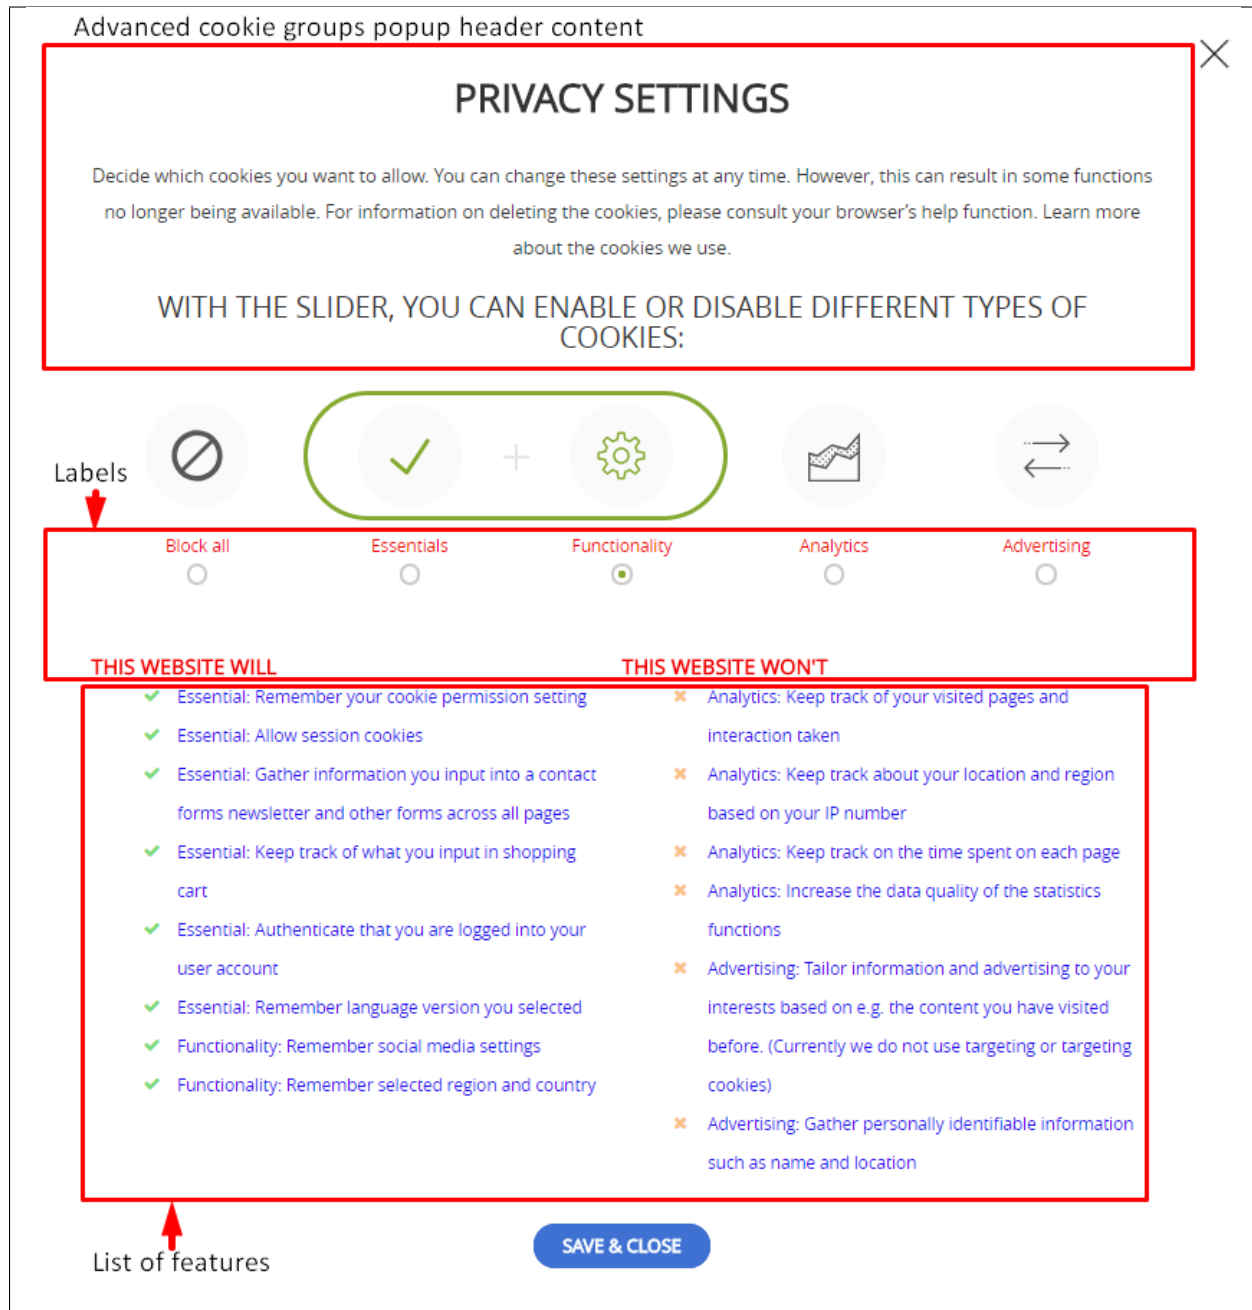 Advanced cookie groups popup header content
PRIVACY SETTINGS
Decide which cookies you want to allow. You can change these settings at any time. However, this can result in some functions
no longer being available. For information on deleting the cookies, please consult your browser's help function. Learn more
about the cookies we use.
WITH THE SLIDER, YOU CAN ENABLE OR DISABLE DIFFERENT TYPES OF
COOKIES:
Labels
Block all
Essentials
Functionality
Analytics
Advertising
THIS WEBSITE WILL
Essential: Remember your cookie permission setting
Essential: Allow session cookies
Essential: Gather information you input into a contact
forms newsletter and other forms across all pages
Essential: Keep track of what you input in shopping
cart
Essential: Authenticate that you are logged into your
user account
Essential: Remember language version you selected
Functionality: Remember social media settings
Functionality: Remember selected region and country
THIS WEBSITE WON'T
Analytics: Keep track of your visited pages and
interaction taken
Analytics: Keep track about your location and region
based on your IP number
Analytics: Keep track on the time spent on each page
Analytics: Increase the data quality of the statistics
functions
Advertising: Tailor information and advertising to your
interests based on e.g. the content you have visited
before. (Currently we do not use targeting or targeting
cookies)
Advertising: Gather personally identifiable information
such as name and location
List of features
SAVE & CLOSE